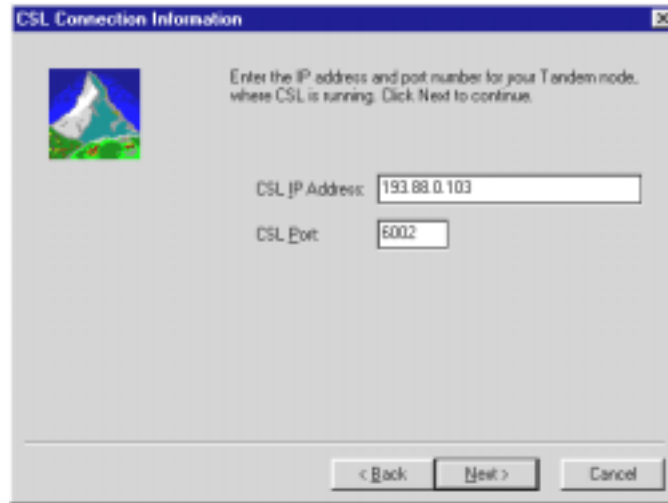 CSL Connection Information
Enter the IP address and port number for your Tandem node,
where CSL is running. Click Next to continue.
CSL IP Address: 193.88.0.103
CSL Port: 6002
< Back Next > Cancel